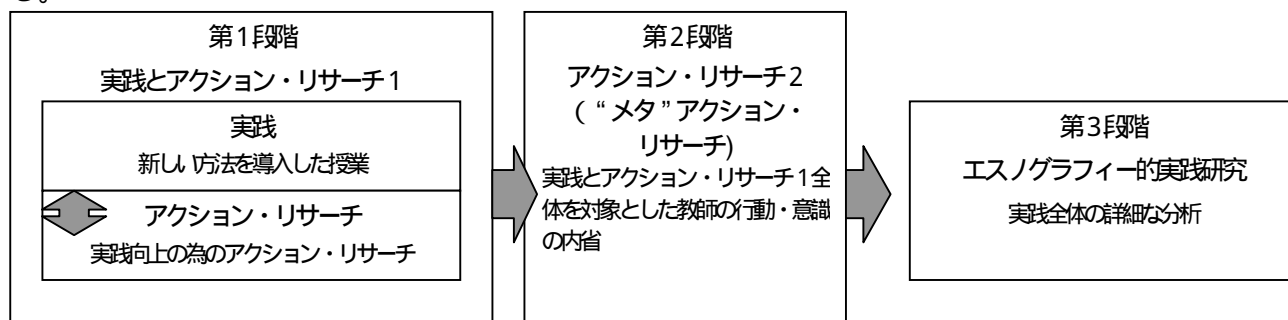 る。
第1段階
実践とアクション・リサーチ1
実践
新しい方法を導入した授業
アクション・リサーチ
実践向上の為のアクション・リサーチ
第2段階
アクション・リサーチ2
(“メタ”アクション・
リサーチ)
実践とアクション・リサーチ1全
体を対象とした教師の行動・意識
の内省
第3段階
エスノグラフィー的実践研究
実践全体の詳細な分析